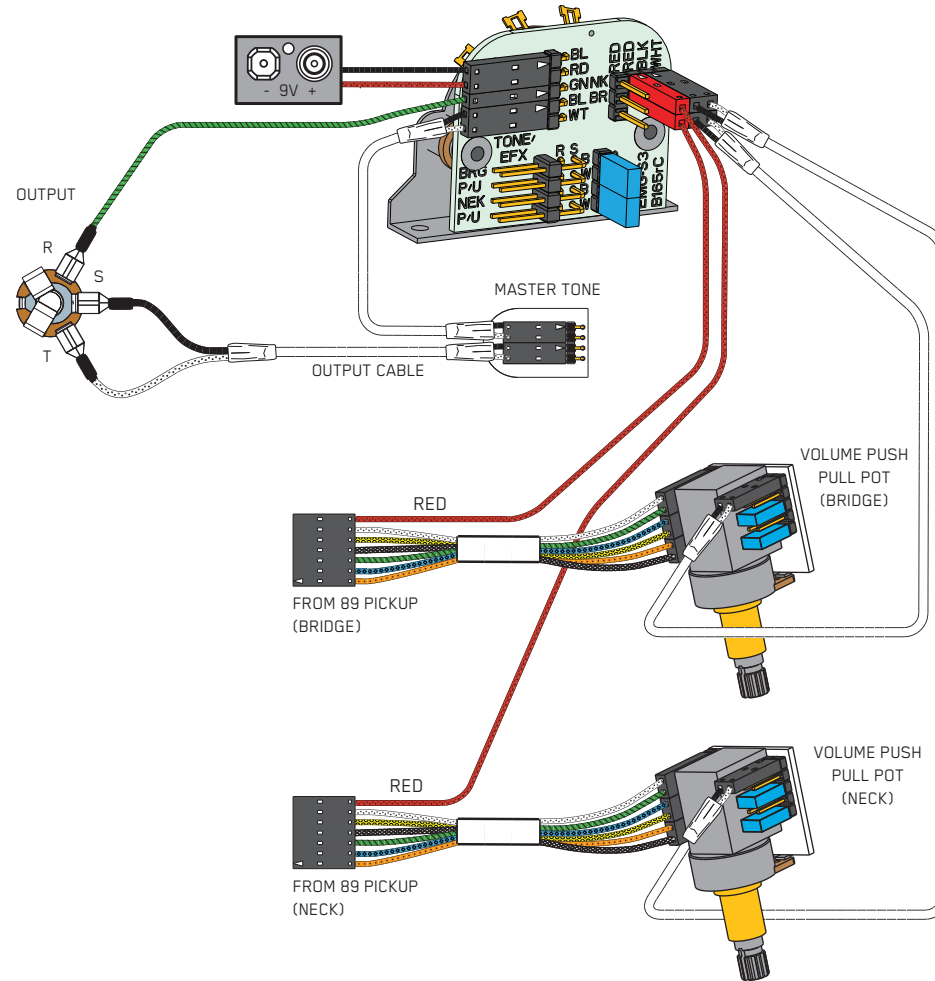 - 9V +
BL
RD
GN
BL
WT
RED
RED
BLK
WHT
NK
BR
TONE/
EFX
R S
BRG
P/U
NEK
P/U
B
W
W
EMG-S3
B165rC
OUTPUT
R
S
T
MASTER TONE
OUTPUT CABLE
VOLUME PUSH
PULL POT
(BRIDGE)
RED
FROM 89 PICKUP
(BRIDGE)
VOLUME PUSH
PULL POT
(NECK)
RED
FROM 89 PICKUP
(NECK)